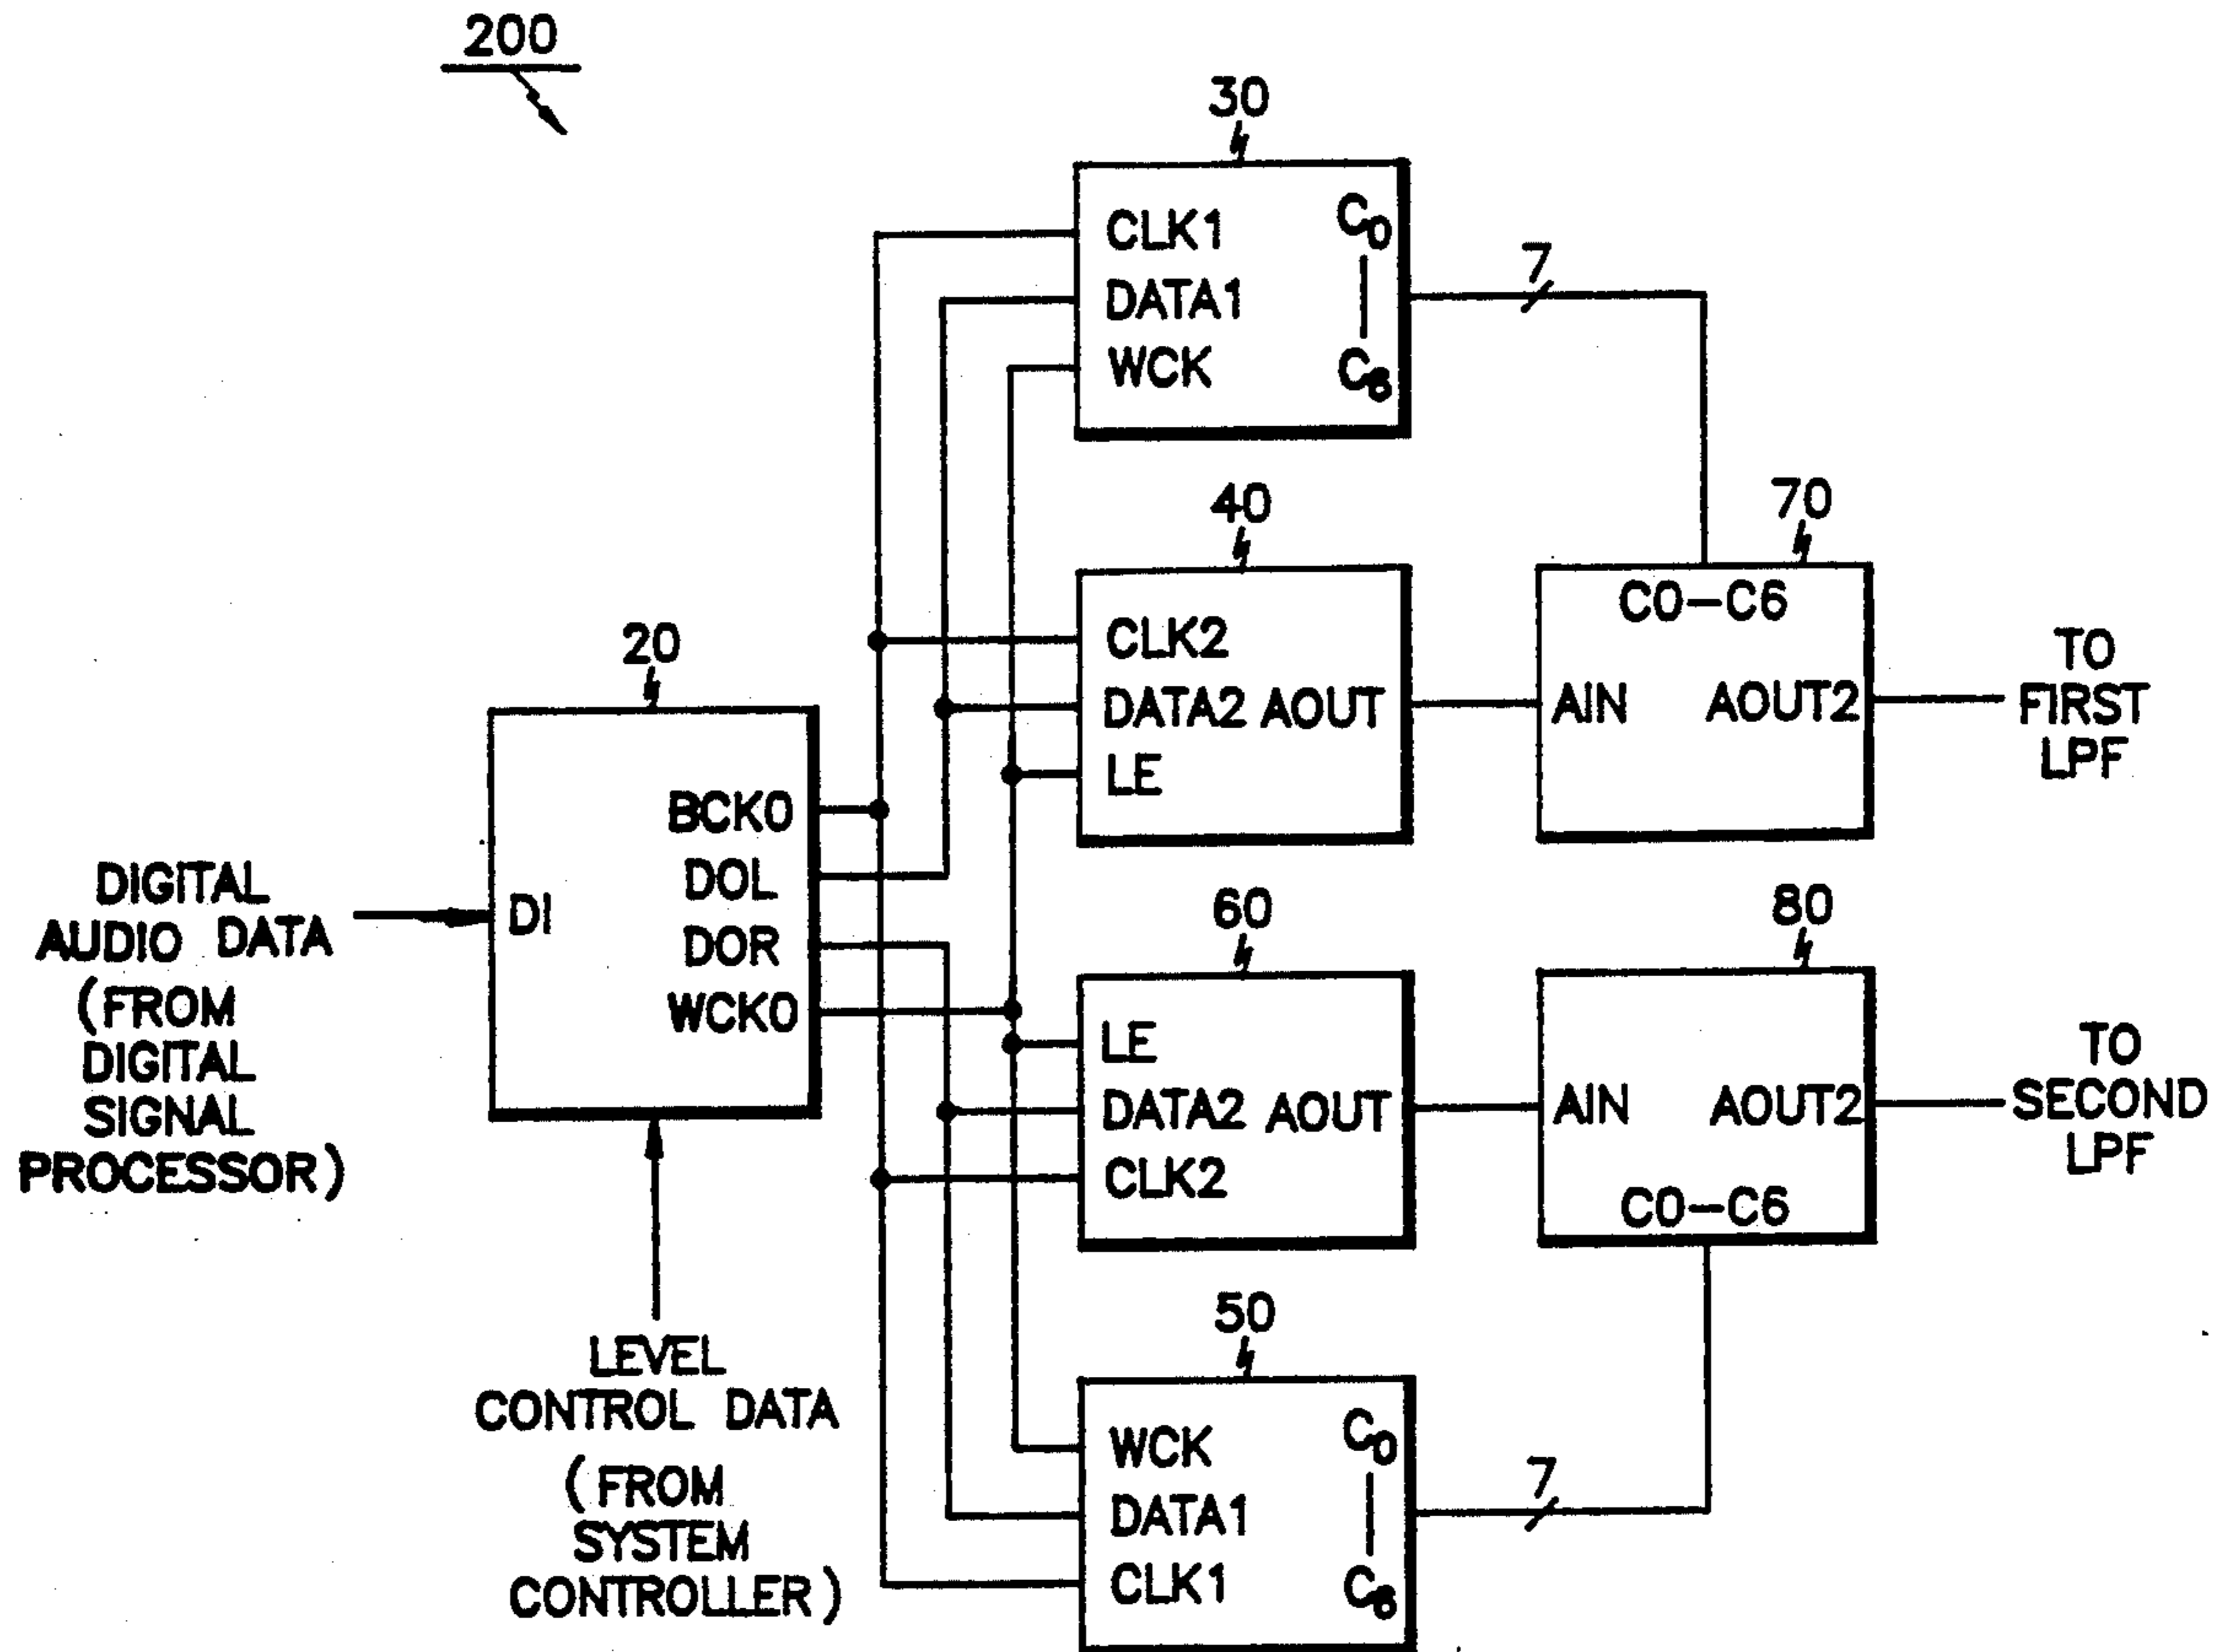 200
30
CLK1 C0
DATA1
WCK C6
7
40
CLK2
DATA2 AOUT
LE
70
C0-C6
AIN AOUT2
TO
FIRST
LPF
20
BCKO
DOL
DI
DOR
WCKO
DIGITAL
AUDIO DATA
(FROM
DIGITAL
SIGNAL
PROCESSOR)
60
LE
DATA2 AOUT
CLK2
80
AIN AOUT2
C0-C6
TO
SECOND
LPF
LEVEL
CONTROL DATA
(FROM
SYSTEM
CONTROLLER)
50
WCK C0
DATA1
CLK1 C6
7